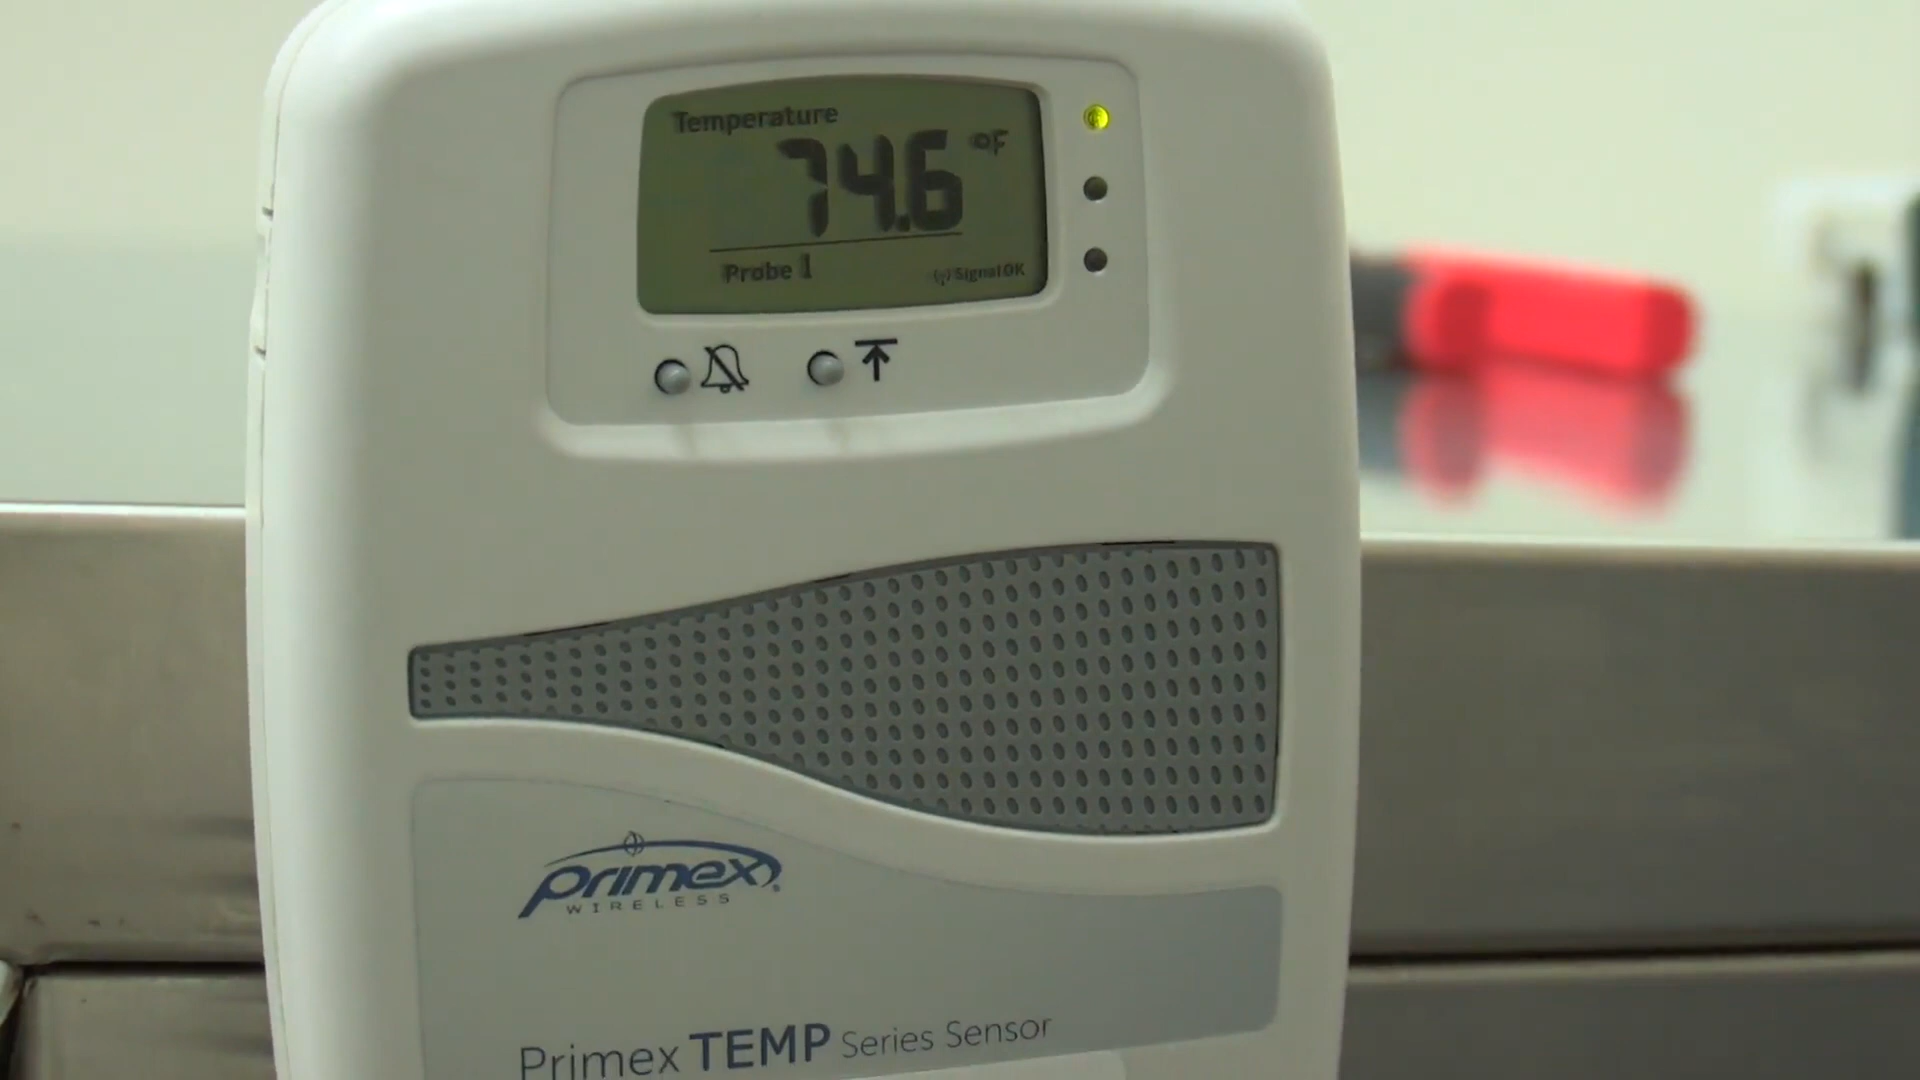 Temperature
74.6 °F
Probe 1 Signal OK
primex
WIRELESS
Primex TEMP Series Sensor